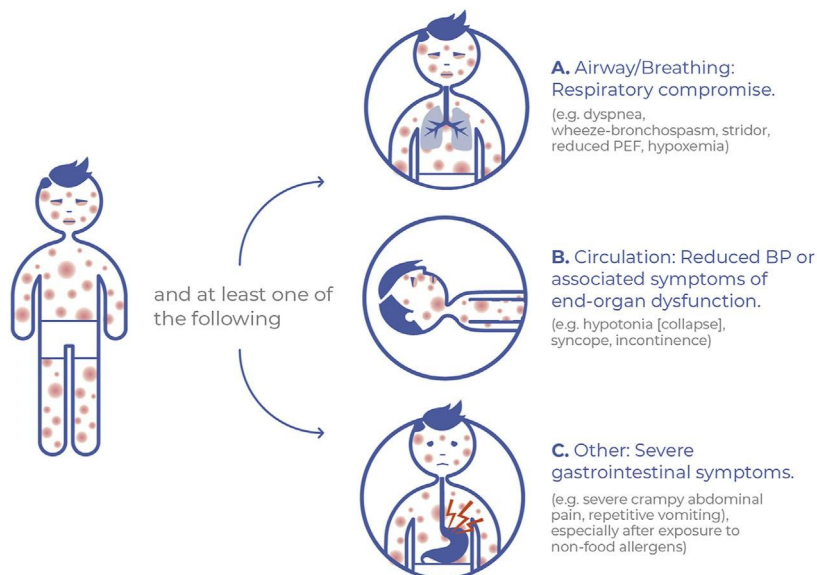 A. Airway/Breathing:
Respiratory compromise.
(e.g. dyspnea,
wheeze-bronchospasm, stridor,
reduced PEF, hypoxemia)
and at least one of
the following
B. Circulation: Reduced BP or
associated symptoms of
end-organ dysfunction.
(e.g. hypotonia [collapse],
syncope, incontinence)
C. Other: Severe
gastrointestinal symptoms.
(e.g. severe crampy abdominal
pain, repetitive vomiting),
especially after exposure to
non-food allergens)